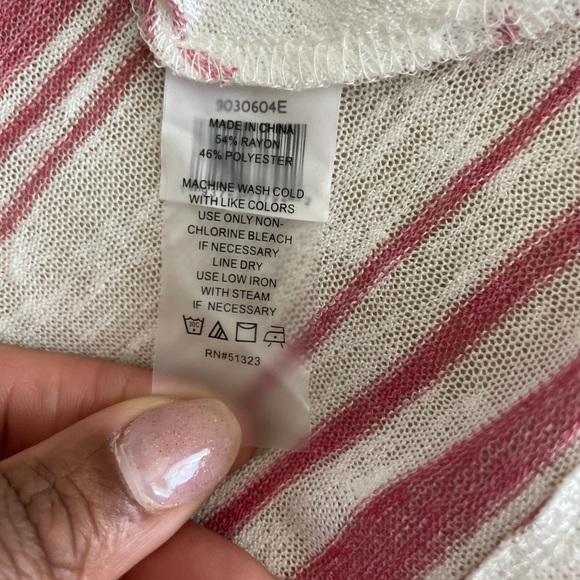 9030604E
MADE IN CHINA
54% RAYON
46% POLYESTER
MACHINE WASH COLD
WITH LIKE COLORS
USE ONLY NON-
CHLORINE BLEACH
IF NECESSARY
LINE DRY
USE LOW IRON
WITH STEAM
IF NECESSARY
30C
RN#51323